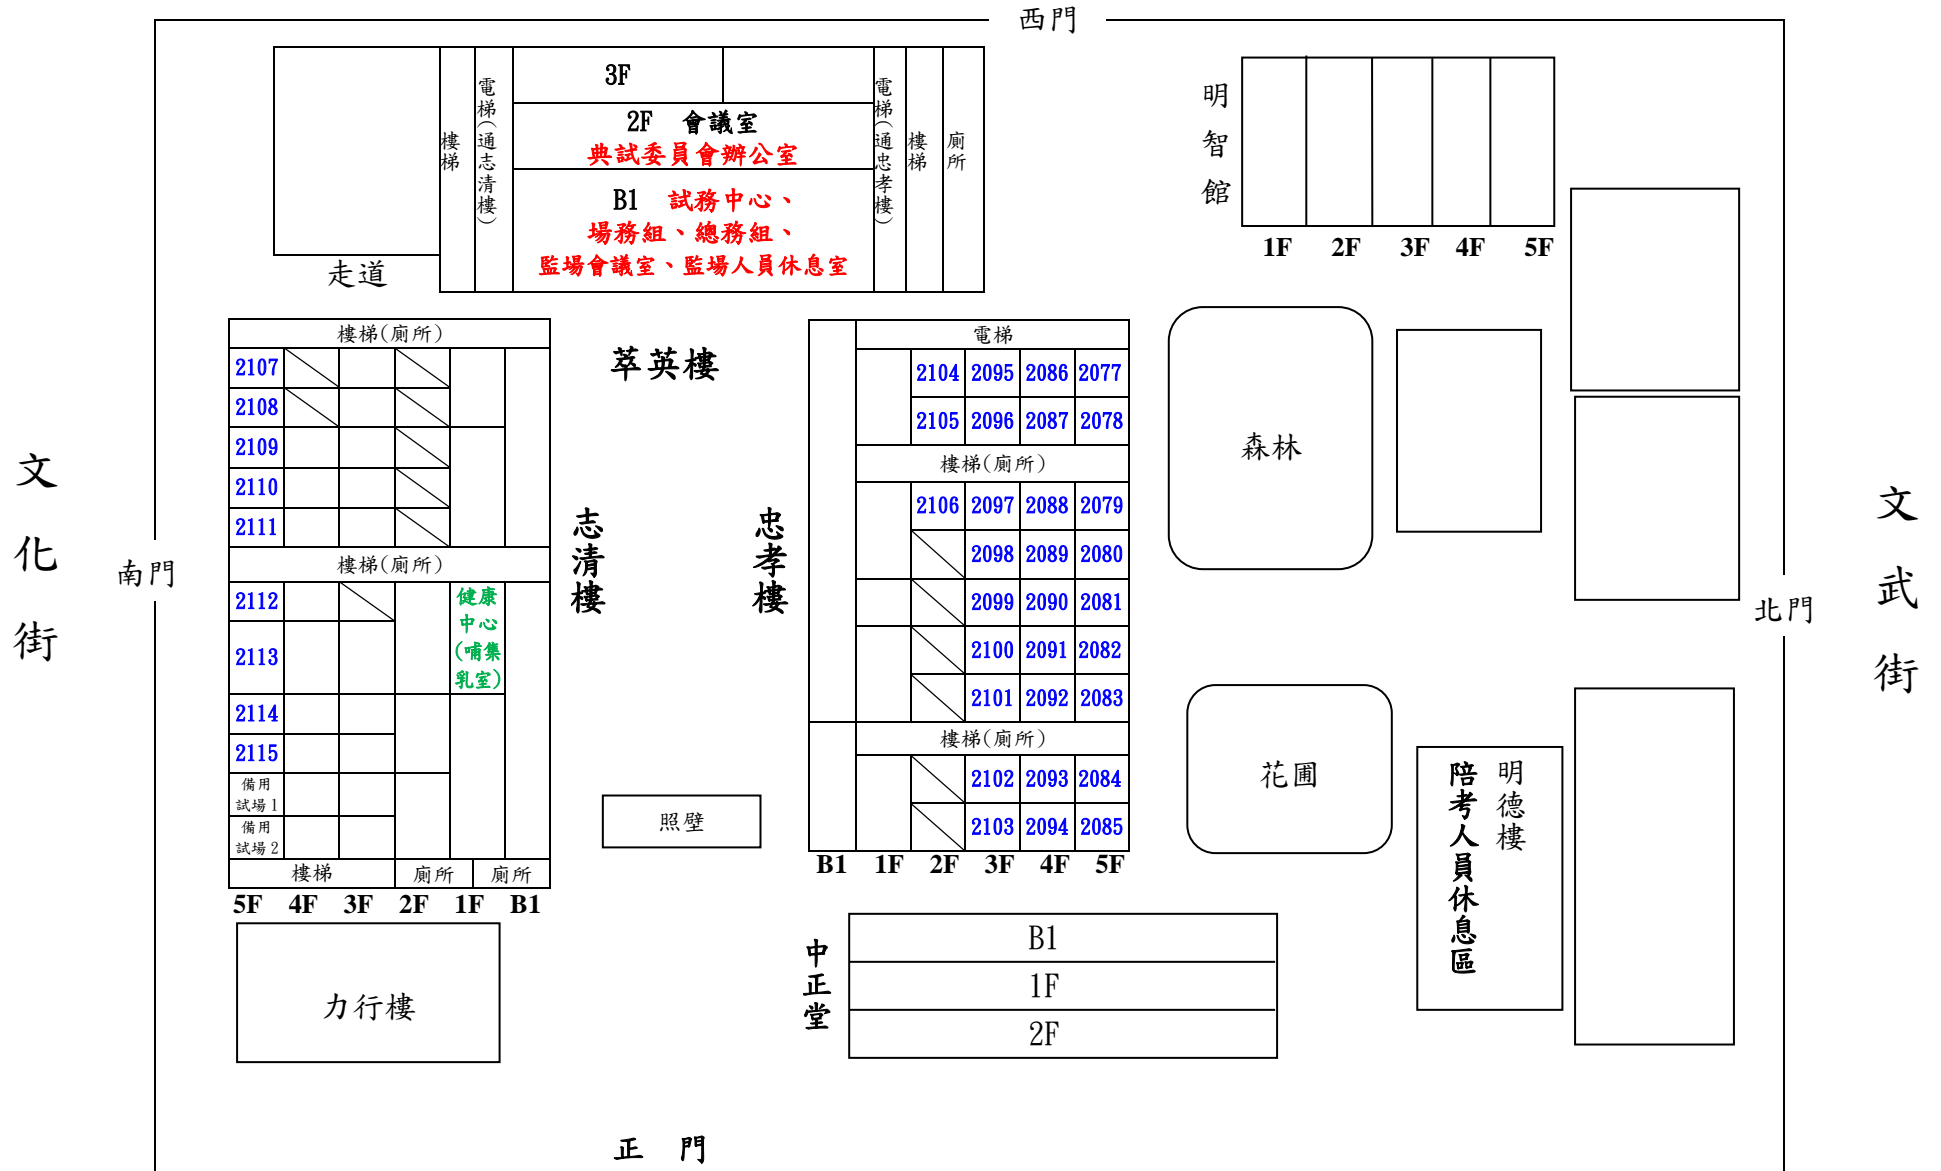 西門
3F
2F 會議室
典試委員會辦公室
B1 試務中心、
場務組、總務組、
監場會議室、監場人員休息室
樓梯
電梯(通志清樓)
電梯(通忠孝樓)
樓梯
廁所
走道
明智館
1F 2F 3F 4F 5F
萃英樓
樓梯(廁所)
2107
2108
2109
2110
2111
樓梯(廁所)
2112
2113
2114
2115
健康
中心
(哺集
乳室)
備用
試場1
備用
試場2
樓梯 廁所 廁所
5F 4F 3F 2F 1F B1
志清樓
忠孝樓
電梯
2104 2095 2086 2077
2105 2096 2087 2078
樓梯(廁所)
2106 2097 2088 2079
2098 2089 2080
2099 2090 2081
2100 2091 2082
2101 2092 2083
樓梯(廁所)
2102 2093 2084
2103 2094 2085
B1 1F 2F 3F 4F 5F
森林
花圃
照壁
文化街
南門
文武街
北門
明德樓
陪考人員休息區
力行樓
中正堂
B1
1F
2F
正 門